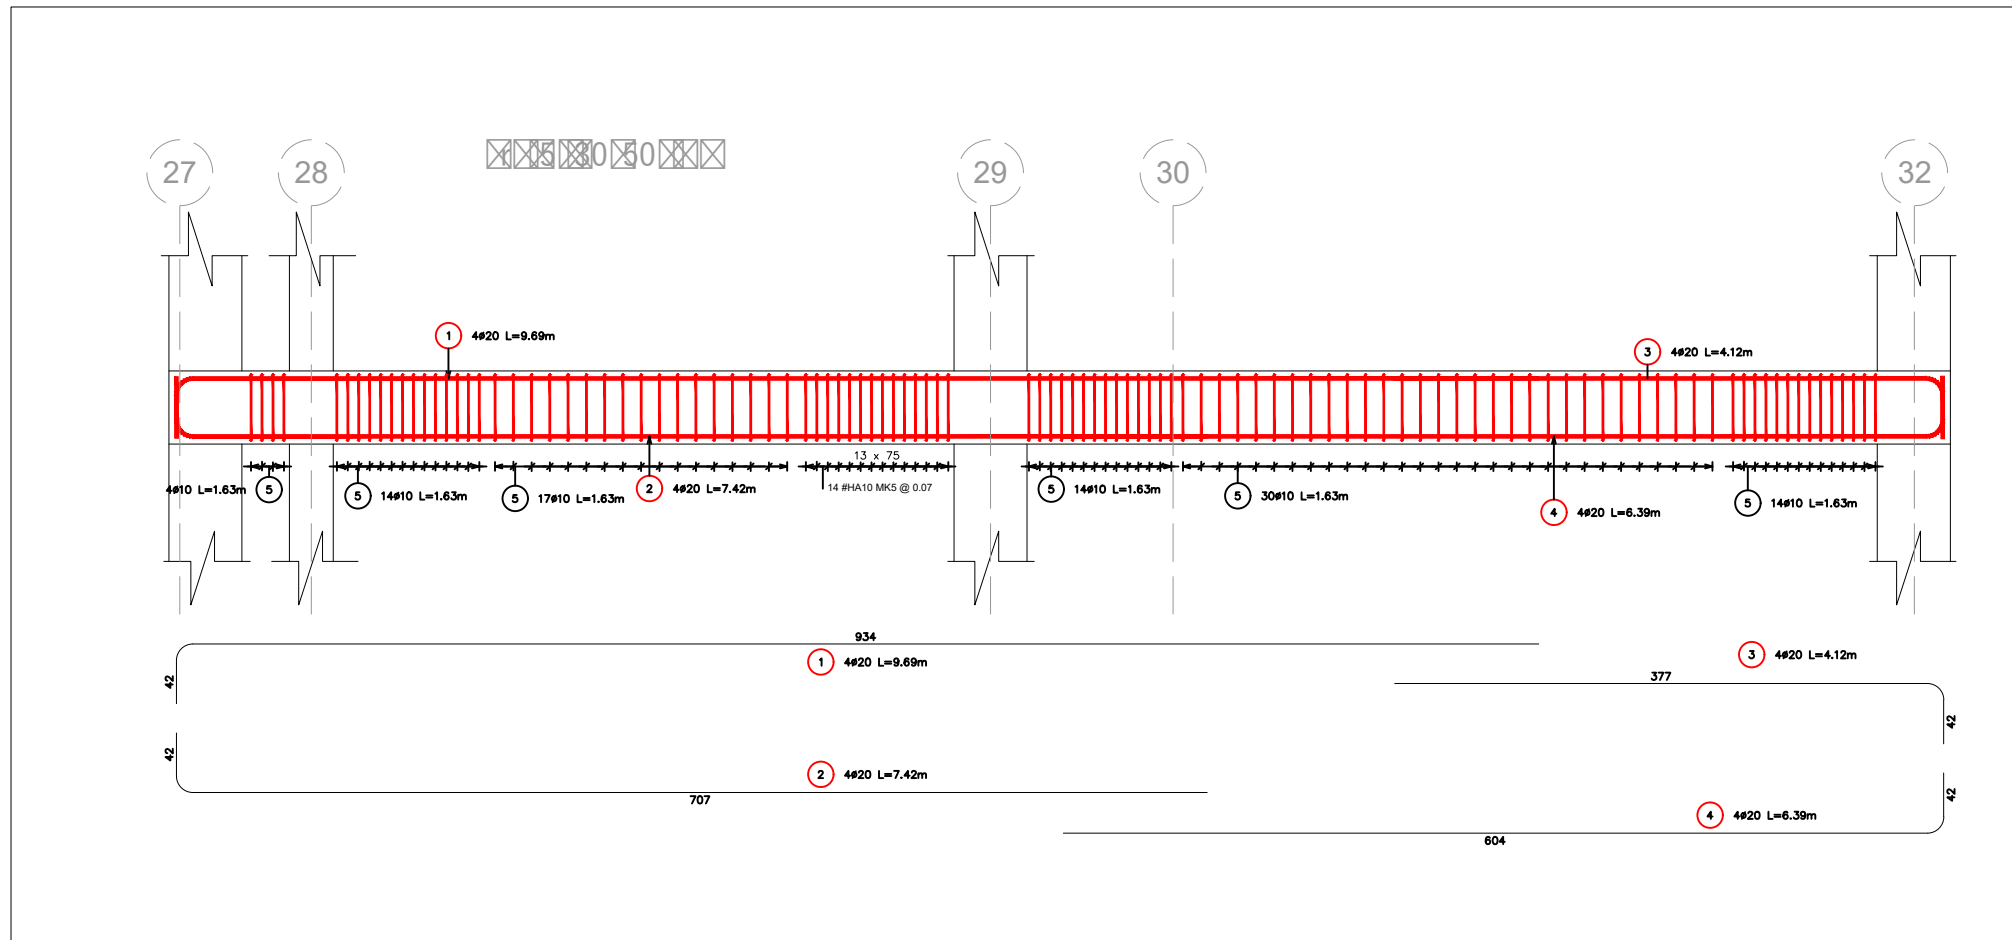 27
28
29
30
32
1 4ø20 L=9.69m
3 4ø20 L=4.12m
13 x 75
4ø10 L=1.63m 5
5 14ø10 L=1.63m
5 17ø10 L=1.63m
2 4ø20 L=7.42m
14 #HA10 MK5 @ 0.07
5 14ø10 L=1.63m
5 30ø10 L=1.63m
4 4ø20 L=6.39m
5 14ø10 L=1.63m
934
1 4ø20 L=9.69m
42
3 4ø20 L=4.12m
377
42
42
2 4ø20 L=7.42m
707
42
4 4ø20 L=6.39m
604